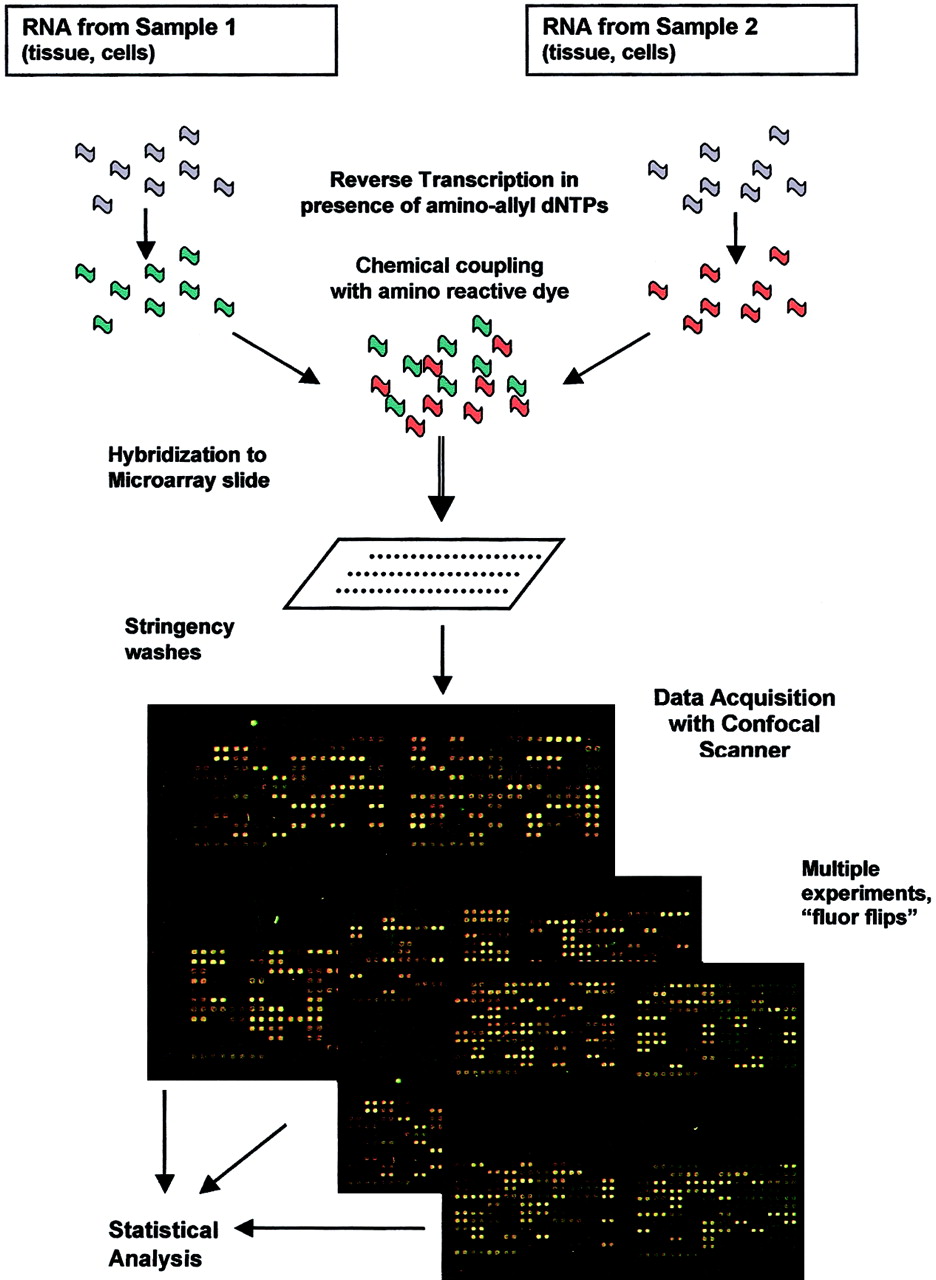 RNA from Sample 1
(tissue, cells)
RNA from Sample 2
(tissue, cells)
Reverse Transcription in
presence of amino-allyl dNTPs
Chemical coupling
with amino reactive dye
Hybridization to
Microarray slide
Stringency
washes
Data Acquisition
with Confocal
Scanner
Multiple
experiments,
“fluor flips”
Statistical
Analysis